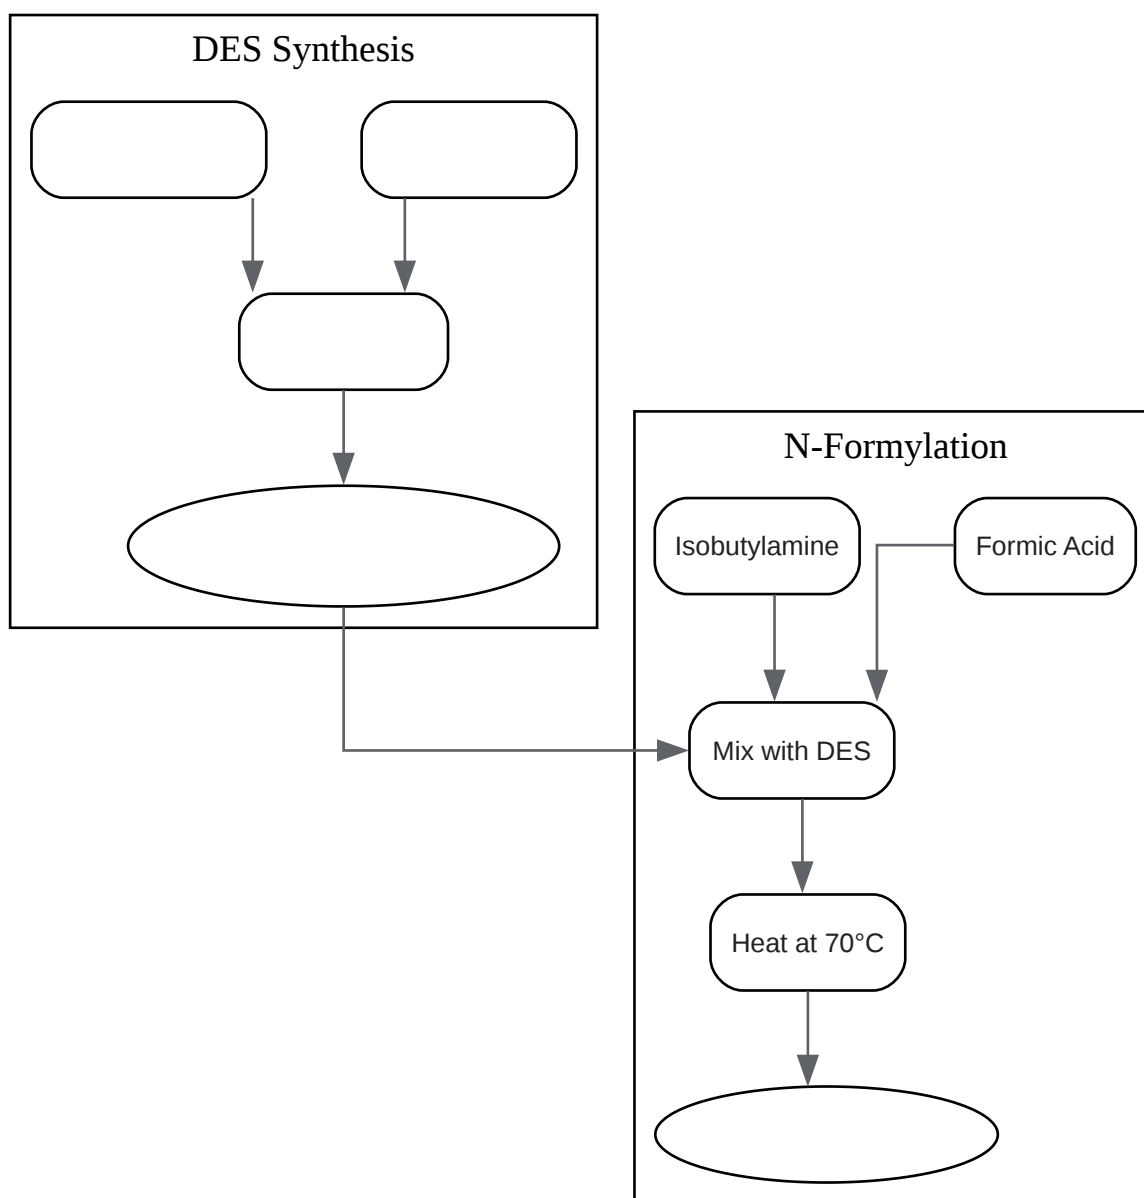 DES Synthesis
N-Formylation
Isobutylamine
Formic Acid
Mix with DES
Heat at 70°C